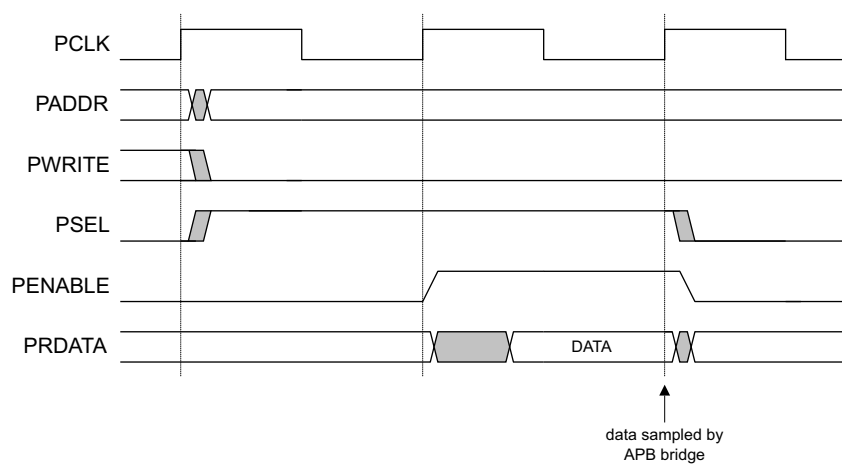 PCLK
PADDR
PWRITE
PSEL
PENABLE
PRDATA
DATA
data sampled by
APB bridge